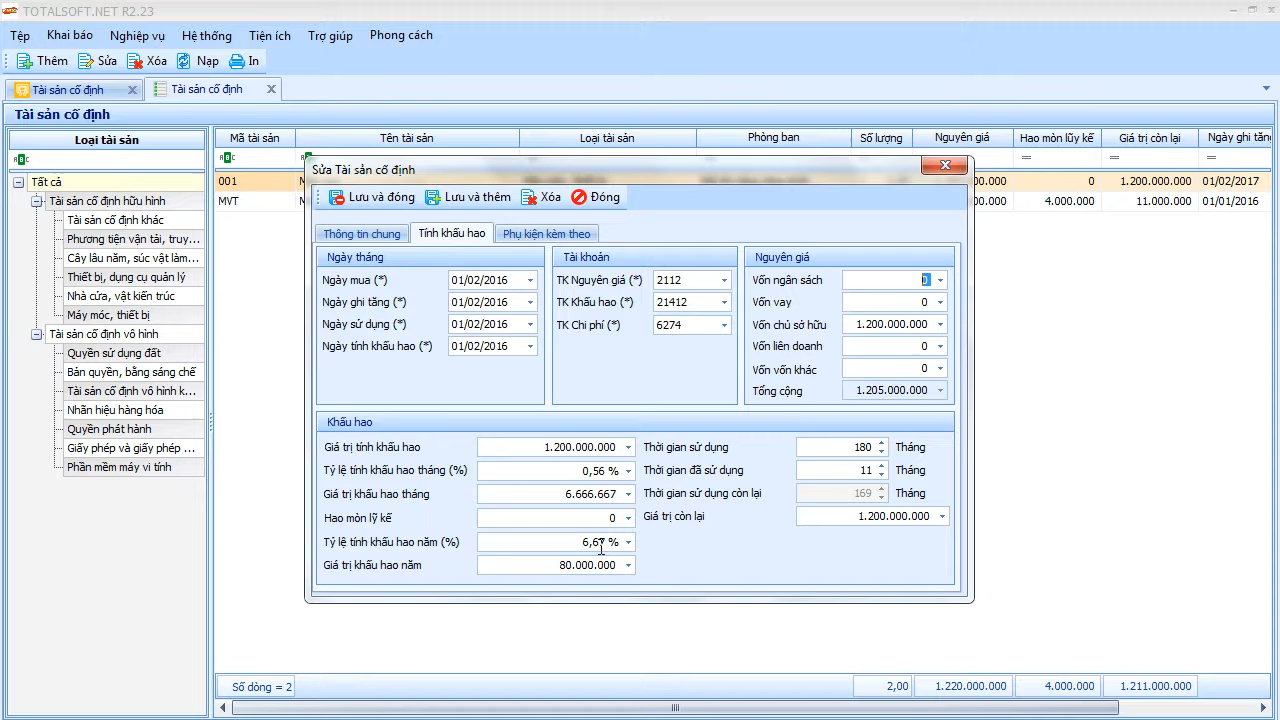 TOTALSOFT.NET R2.23
Tệp Khai báo Nghiệp vụ Hệ thống Tiện ích Trợ giúp Phong cách
Thêm Sửa Xóa Nạp In
Tài sản cố định Tài sản cố định
Tài sản cố định
Loại tài sản
Tất cả
Tài sản cố định hữu hình
Tài sản cố định khác
Phương tiện vận tải, truy...
Cây lâu năm, súc vật làm...
Thiết bị, dụng cụ quản lý
Nhà cửa, vật kiến trúc
Máy móc, thiết bị
Tài sản cố định vô hình
Quyền sử dụng đất
Bản quyền, bằng sáng chế
Tài sản cố định vô hình k...
Nhãn hiệu hàng hóa
Quyền phát hành
Giấy phép và giấy phép ...
Phần mềm máy vi tính
Mã tài sản Tên tài sản Loại tài sản Phòng ban Số lượng Nguyên giá Hao mòn lũy kế Giá trị còn lại Ngày ghi tăng
001 0 1.200.000.000 01/02/2017
MVT 4.000.000 11.000.000 01/01/2016
Sửa Tài sản cố định
Lưu và đóng Lưu và thêm Xóa Đóng
Thông tin chung Tính khấu hao Phụ kiện kèm theo
Ngày tháng
Ngày mua (*) 01/02/2016
Ngày ghi tăng (*) 01/02/2016
Ngày sử dụng (*) 01/02/2016
Ngày tính khấu hao (*) 01/02/2016
Tài khoản
TK Nguyên giá (*) 2112
TK Khấu hao (*) 21412
TK Chi phí (*) 6274
Nguyên giá
Vốn ngân sách 0
Vốn vay 0
Vốn chủ sở hữu 1.200.000.000
Vốn liên doanh 0
Vốn vốn khác 0
Tổng cộng 1.205.000.000
Khấu hao
Giá trị tính khấu hao 1.200.000.000
Tỷ lệ tính khấu hao tháng (%) 0,56 %
Giá trị khấu hao tháng 6.666.667
Hao mòn lỹ kế 0
Tỷ lệ tính khấu hao năm (%) 6,67 %
Giá trị khấu hao năm 80.000.000
Thời gian sử dụng 180 Tháng
Thời gian đã sử dụng 11 Tháng
Thời gian sử dụng còn lại 169 Tháng
Giá trị còn lại 1.200.000.000
Số dòng = 2 2,00 1.220.000.000 4.000.000 1.211.000.000